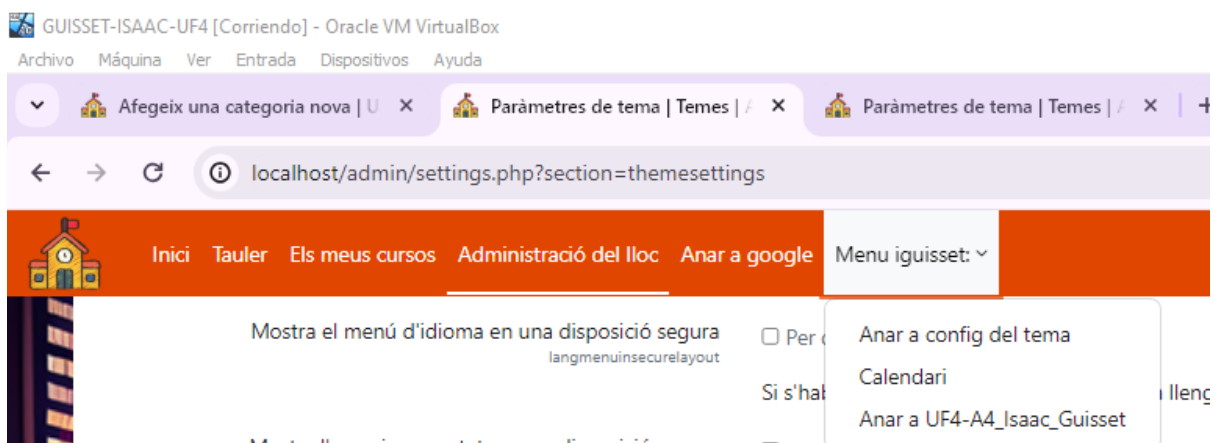 GUISSET-ISAAC-UF4 [Corriendo] - Oracle VM VirtualBox
Archivo Máquina Ver Entrada Dispositivos Ayuda
Afegeix una categoria nova | U
Paràmetres de tema | Temes | A
Paràmetres de tema | Temes | A
localhost/admin/settings.php?section=themesettings
Inici Tauler Els meus cursos Administració del lloc Anar a google Menu iguisset:
Mostra el menú d'idioma en una disposició segura
langmenuinsecurelayout
Per
Anar a config del tema
Calendari
Si s'hab
Anar a UF4-A4_Isaac_Guisset